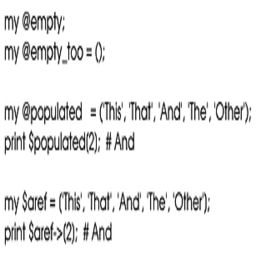 my @empty;
my @empty_too = ();
my @populated = ('This', 'That', 'And', 'The', 'Other');
print $populated(2); # And
my $aref = ('This', 'That', 'And', 'The', 'Other');
print $aref->(2); # And